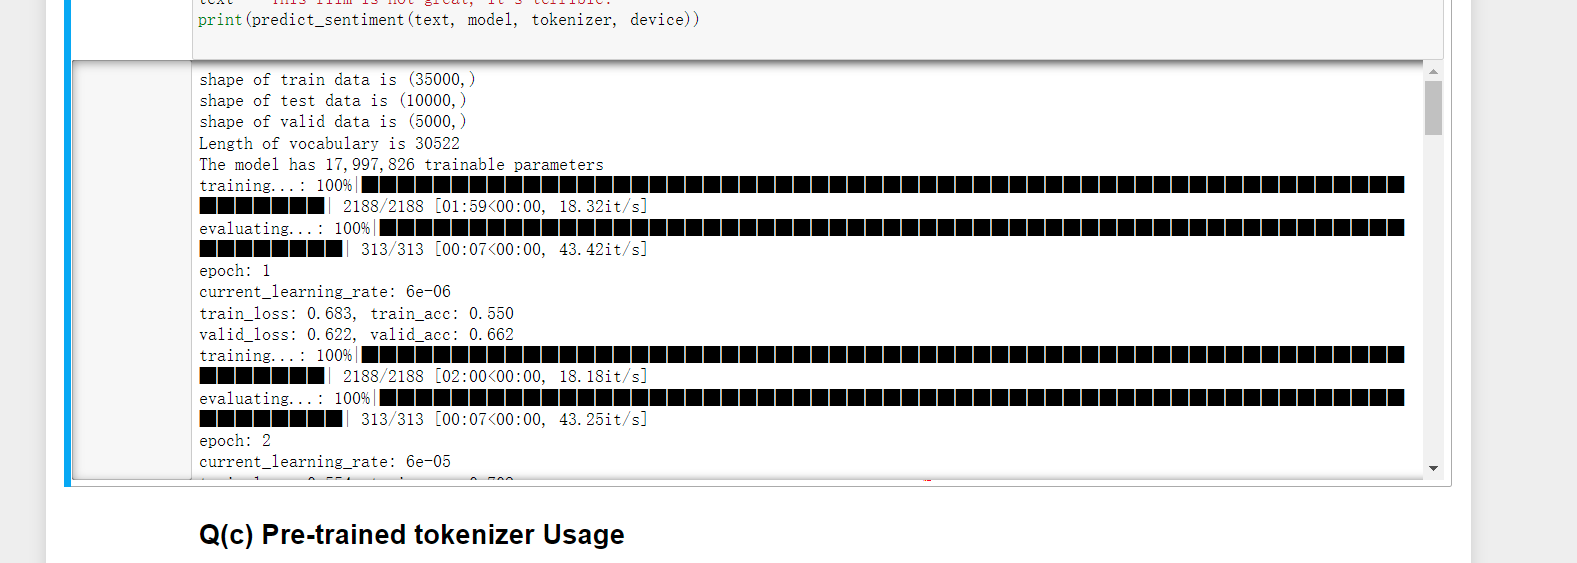 print(predict_sentiment(text, model, tokenizer, device))
shape of train data is (35000,)
shape of test data is (10000,)
shape of valid data is (5000,)
Length of vocabulary is 30522
The model has 17,997,826 trainable parameters
training...: 100%|
| 2188/2188 [01:59<00:00, 18.32it/s]
evaluating...: 100%|
| 313/313 [00:07<00:00, 43.42it/s]
epoch: 1
current_learning_rate: 6e-06
train_loss: 0.683, train_acc: 0.550
valid_loss: 0.622, valid_acc: 0.662
training...: 100%|
| 2188/2188 [02:00<00:00, 18.18it/s]
evaluating...: 100%|
| 313/313 [00:07<00:00, 43.25it/s]
epoch: 2
current_learning_rate: 6e-05
Q(c) Pre-trained tokenizer Usage